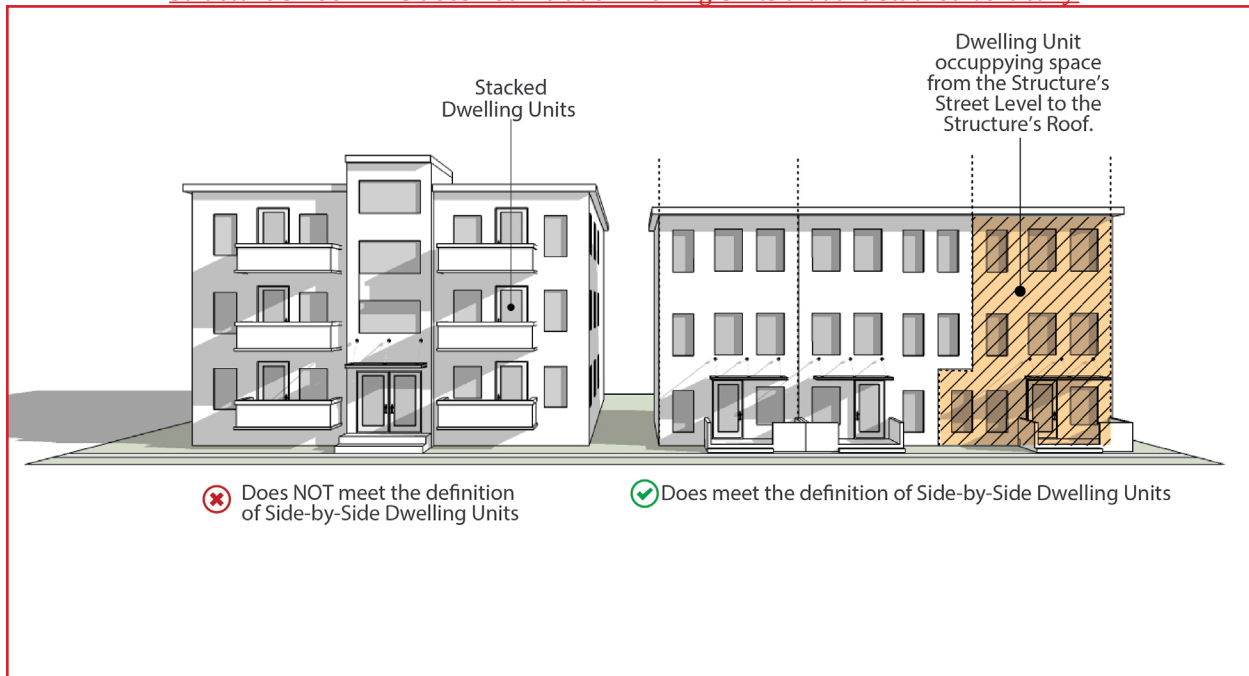 Dwelling Unit
occuppying space
from the Structure's
Street Level to the
Structure's Roof.
Stacked
Dwelling Units
Does NOT meet the definition
of Side-by-Side Dwelling Units
Does meet the definition of Side-by-Side Dwelling Units